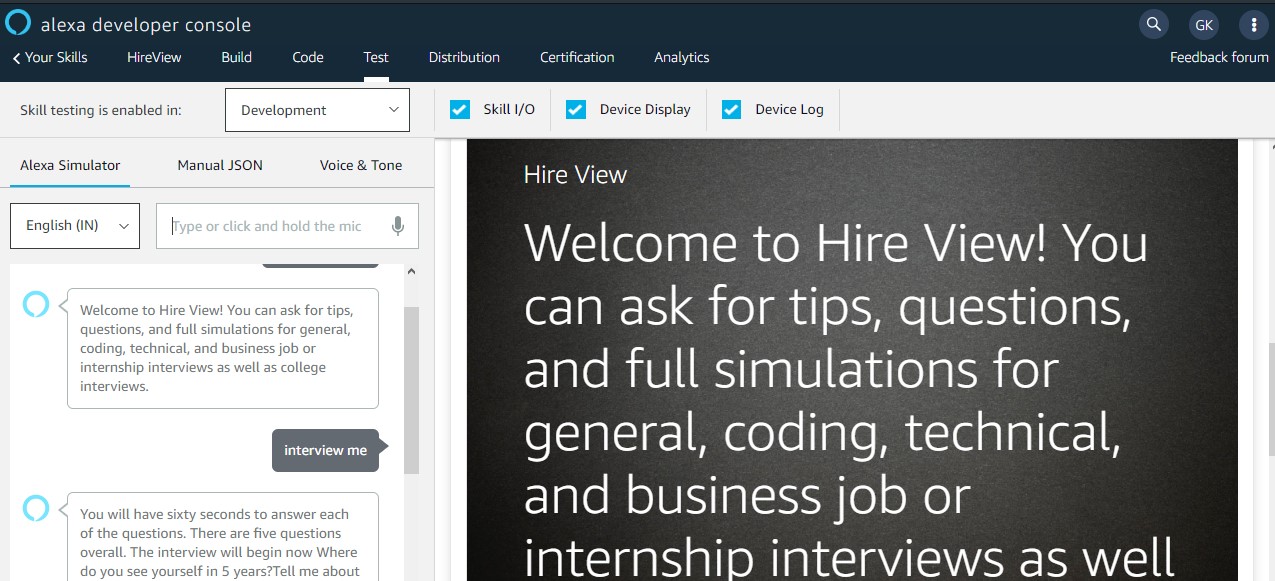 alexa developer console
GK
Your Skills HireView Build Code Test Distribution Certification Analytics Feedback forum
Skill testing is enabled in: Development Skill I/O Device Display Device Log
Alexa Simulator Manual JSON Voice & Tone
English (IN) Type or click and hold the mic
Welcome to Hire View! You can ask for tips,
questions, and full simulations for general,
coding, technical, and business job or
internship interviews as well as college
interviews.
interview me
You will have sixty seconds to answer each
of the questions. There are five questions
overall. The interview will begin now Where
do you see yourself in 5 years?Tell me about
Hire View
Welcome to Hire View! You
can ask for tips, questions,
and full simulations for
general, coding, technical,
and business job or
internship interviews as well